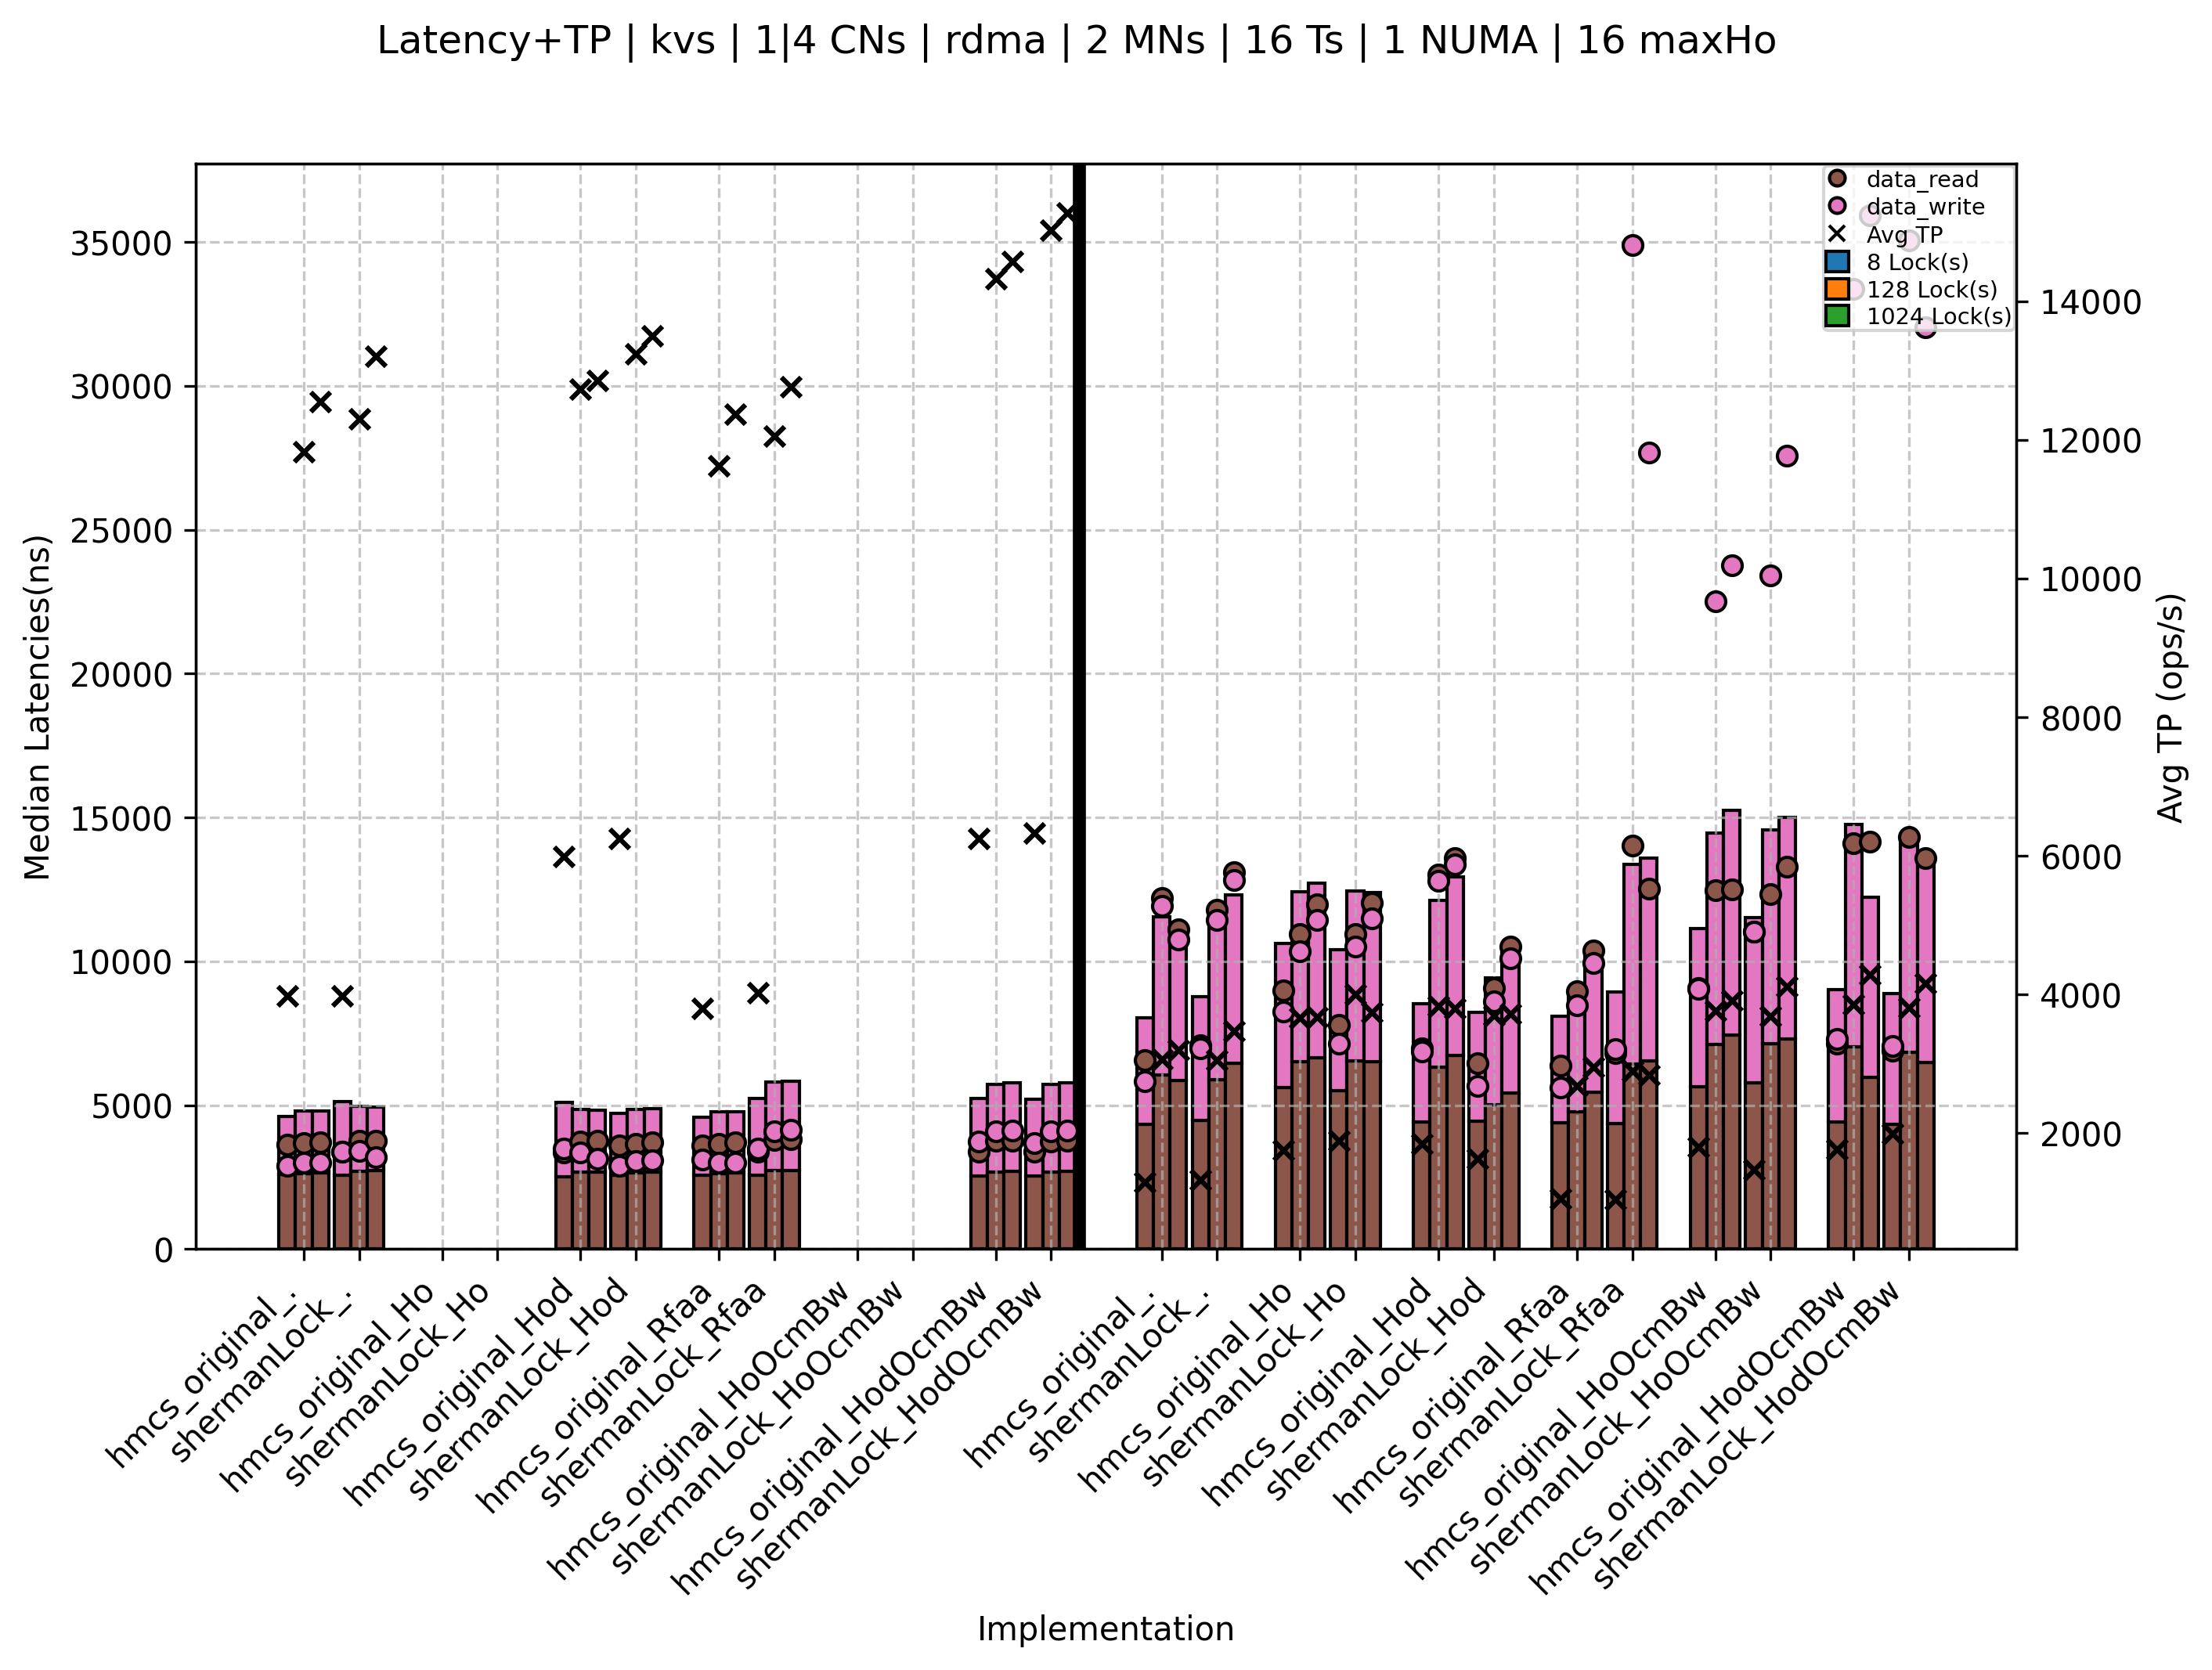 Latency+TP | kvs | 1|4 CNs | rdma | 2 MNs | 16 Ts | 1 NUMA | 16 maxHo
data_read
data_write
Avg TP
8 Lock(s)
128 Lock(s)
1024 Lock(s)
Median Latencies(ns)
35000
30000
25000
20000
15000
10000
5000
0
Avg TP (ops/s)
14000
12000
10000
8000
6000
4000
2000
hmcs_original_.
shermanLock_.
hmcs_original_Ho
shermanLock_Ho
hmcs_original_Hod
shermanLock_Hod
hmcs_original_Rfaa
shermanLock_Rfaa
hmcs_original_HoOcmBw
shermanLock_HoOcmBw
hmcs_original_HodOcmBw
shermanLock_HodOcmBw
hmcs_original_.
shermanLock_.
hmcs_original_Ho
shermanLock_Ho
hmcs_original_Hod
shermanLock_Hod
hmcs_original_Rfaa
shermanLock_Rfaa
hmcs_original_HoOcmBw
shermanLock_HoOcmBw
hmcs_original_HodOcmBw
shermanLock_HodOcmBw
Implementation